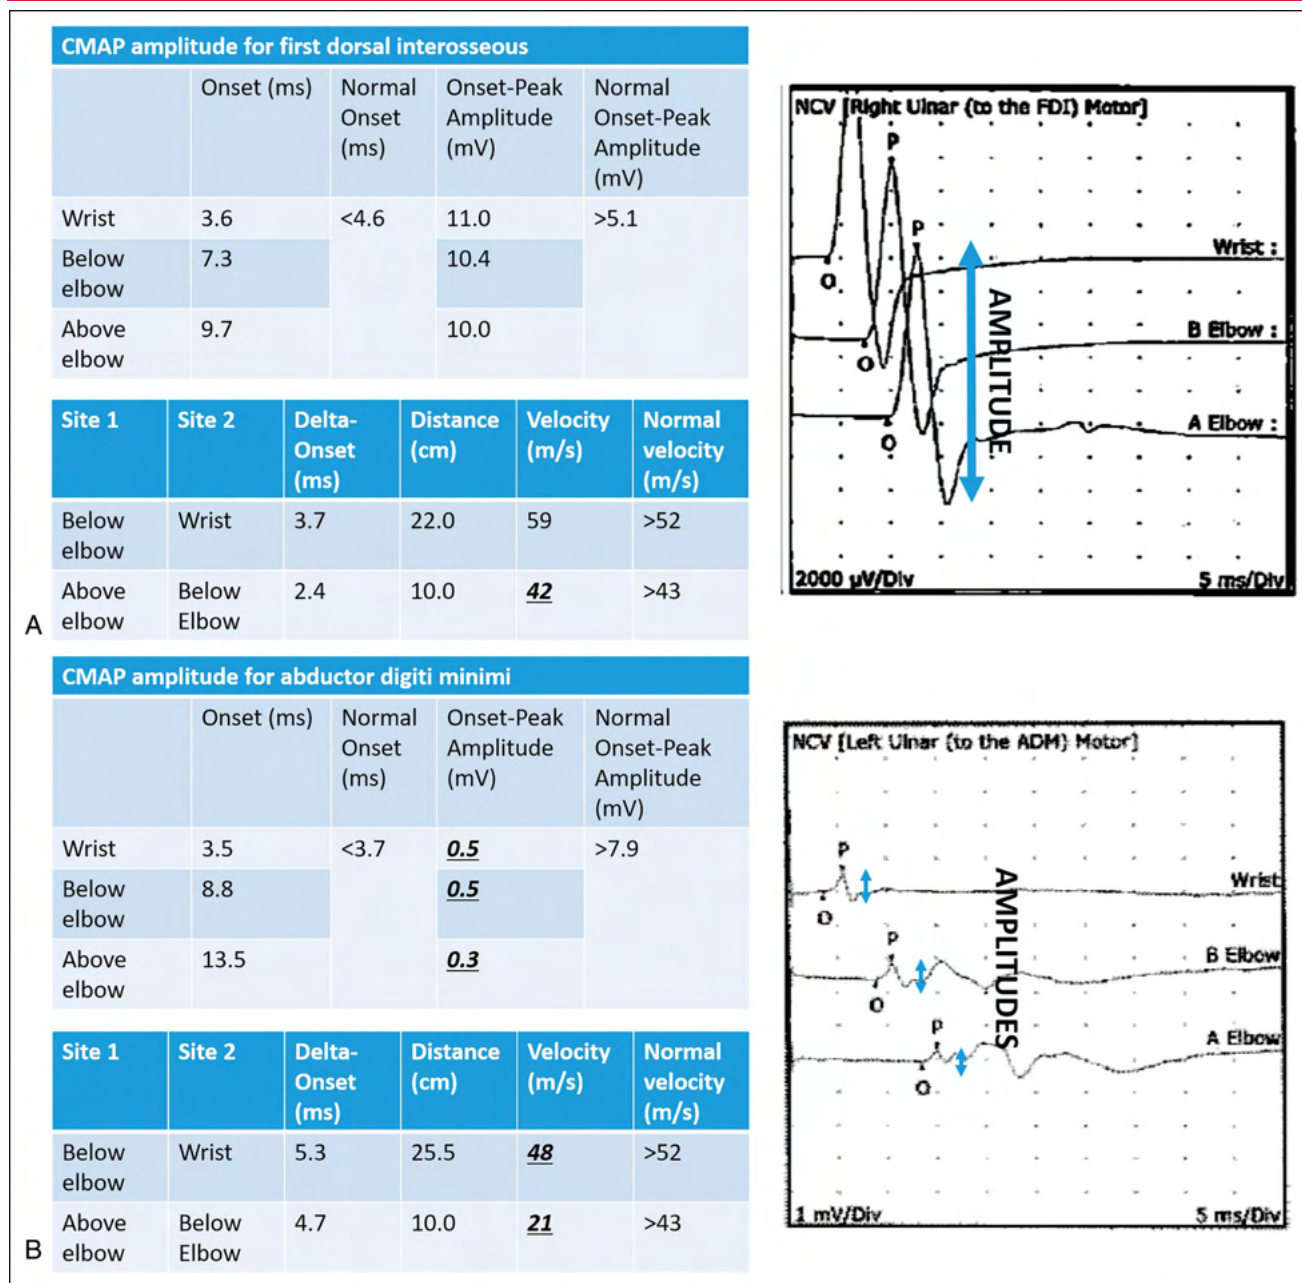 CMAP amplitude for first dorsal interosseous
Onset (ms) Normal Onset (ms) Onset-Peak Amplitude (mV) Normal Onset-Peak Amplitude (mV)
Wrist 3.6 <4.6 11.0 >5.1
Below elbow 7.3 10.4
Above elbow 9.7 10.0
Site 1 Site 2 Delta-Onset (ms) Distance (cm) Velocity (m/s) Normal velocity (m/s)
Below elbow Wrist 3.7 22.0 59 >52
Above elbow Below Elbow 2.4 10.0 42 >43
A
NCV [Right Ulnar (to the FDI) Motor]
P
P
Wrist :
O
AMPLITUDE
B Elbow :
O
A Elbow :
O
2000 µV/Div 5 ms/Div
CMAP amplitude for abductor digiti minimi
Onset (ms) Normal Onset (ms) Onset-Peak Amplitude (mV) Normal Onset-Peak Amplitude (mV)
Wrist 3.5 <3.7 0.5 >7.9
Below elbow 8.8 0.5
Above elbow 13.5 0.3
Site 1 Site 2 Delta-Onset (ms) Distance (cm) Velocity (m/s) Normal velocity (m/s)
Below elbow Wrist 5.3 25.5 48 >52
Above elbow Below Elbow 4.7 10.0 21 >43
B
NCV [Left Ulnar (to the ADM) Motor]
P
Wrist
O
AMPLITUDES
P
B Elbow
O
P
A Elbow
O
1 mV/Div 5 ms/Div